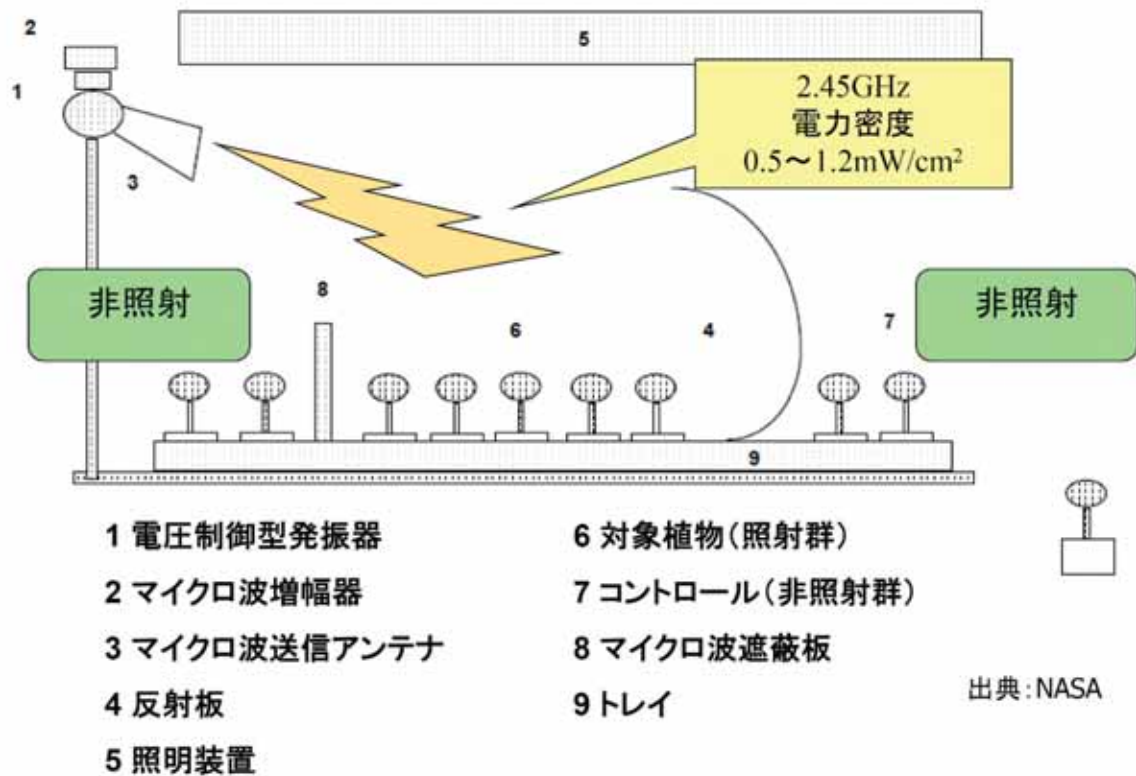 2
5
1
2.45GHz
電力密度
0.5～1.2mW/cm²
3
非照射
8
6
4
7
非照射
9
1 電圧制御型発振器
2 マイクロ波増幅器
3 マイクロ波送信アンテナ
4 反射板
5 照明装置
6 対象植物（照射群）
7 コントロール（非照射群）
8 マイクロ波遮蔽板
9 トレイ
出典：NASA